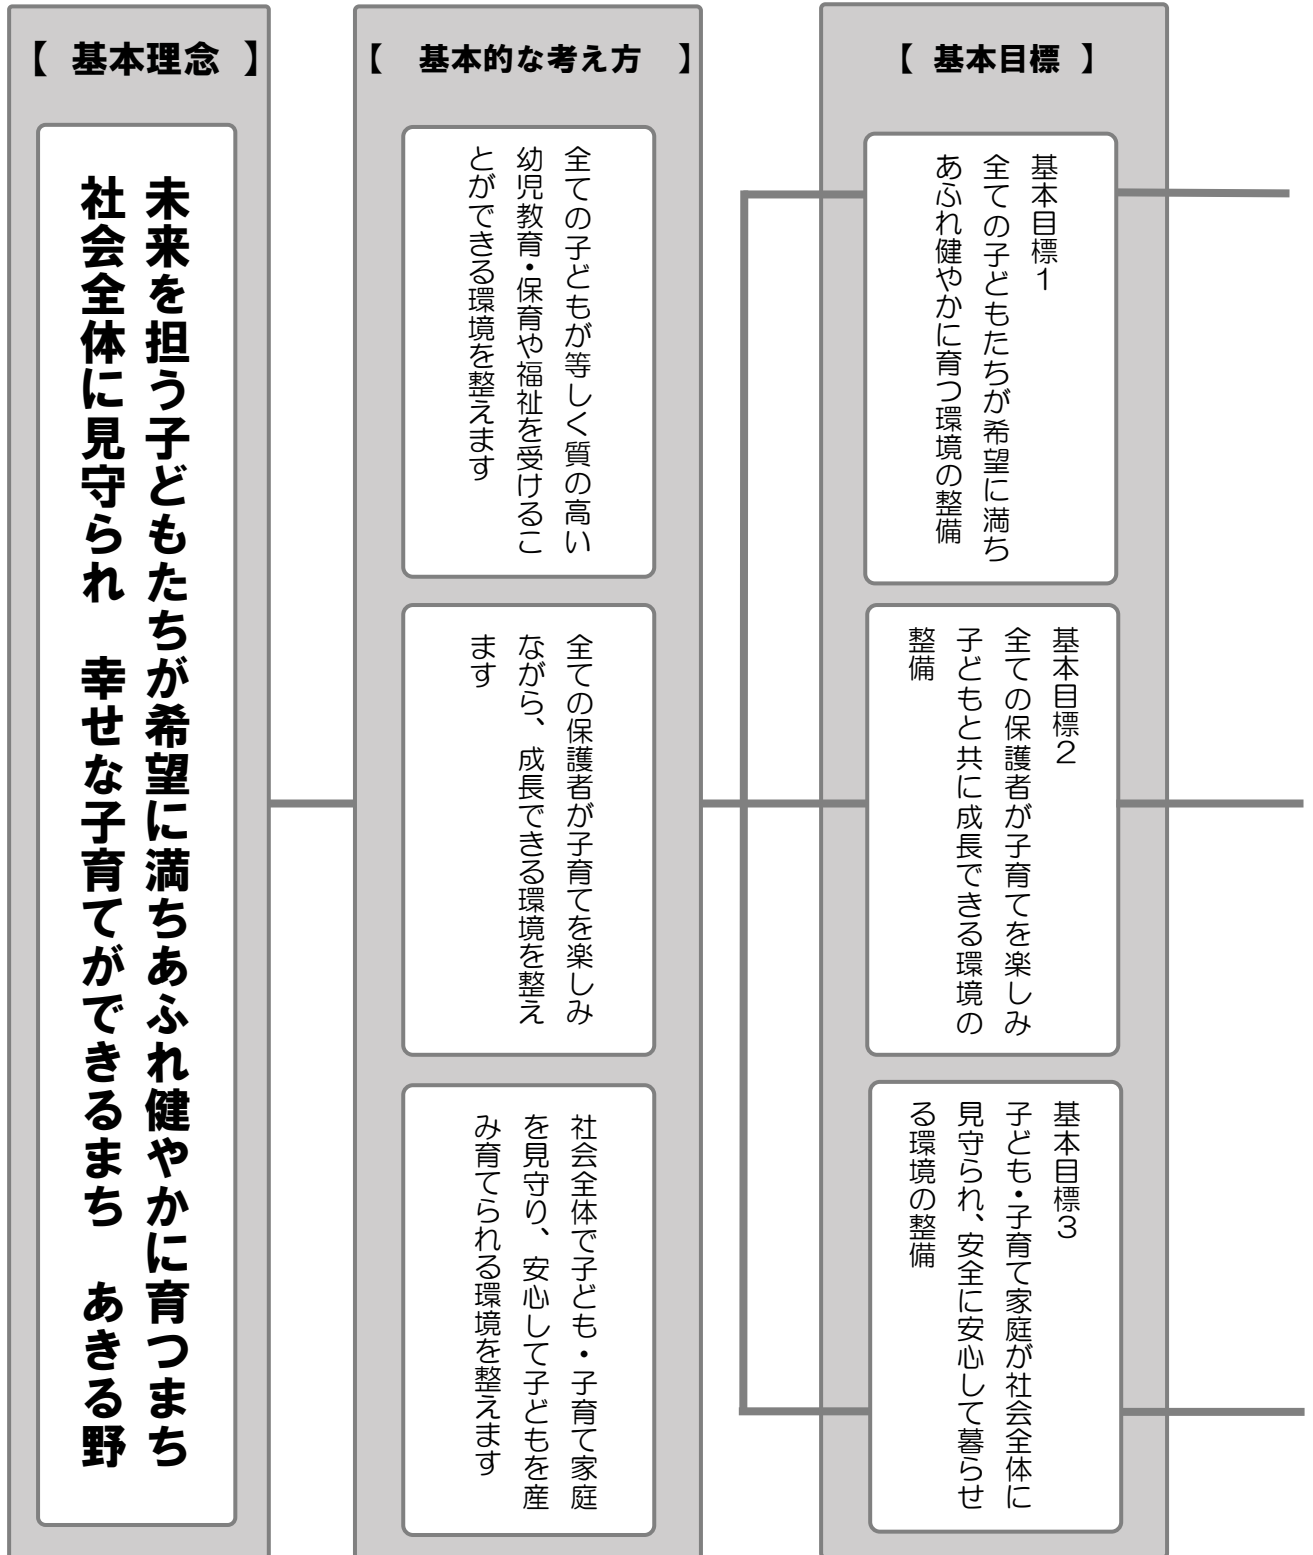 【 基本理念 】
未来を担う子どもたちが希望に満ちあふれ健やかに育つまち
社会全体に見守られ　幸せな子育てができるまち　あきる野
【 基本的な考え方 】
全ての子どもが等しく質の高い
幼児教育・保育や福祉を受けるこ
とができる環境を整えます
全ての保護者が子育てを楽しみ
ながら、成長できる環境を整え
ます
社会全体で子ども・子育て家庭
を見守り、安心して子どもを産
み育てられる環境を整えます
【 基本目標 】
基本目標1
全ての子どもたちが希望に満ち
あふれ健やかに育つ環境の整備
基本目標2
全ての保護者が子育てを楽しみ
子どもと共に成長できる環境の
整備
基本目標3
子ども・子育て家庭が社会全体に
見守られ、安全に安心して暮らせ
る環境の整備